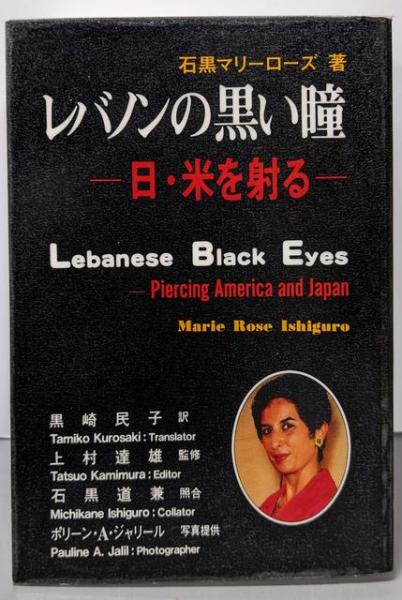 石黒マリーローズ 著
レバノンの黒い瞳
―日・米を射る―
Lebanese Black Eyes
—Piercing America and Japan
Marie Rose Ishiguro
黒崎民子 訳
Tamiko Kurosaki : Translator
上村達雄 監修
Tatsuo Kamimura : Editor
石黒道兼 照合
Michikane Ishiguro : Collator
ポリーン・A・ジャリール 写真提供
Pauline A. Jalil : Photographer